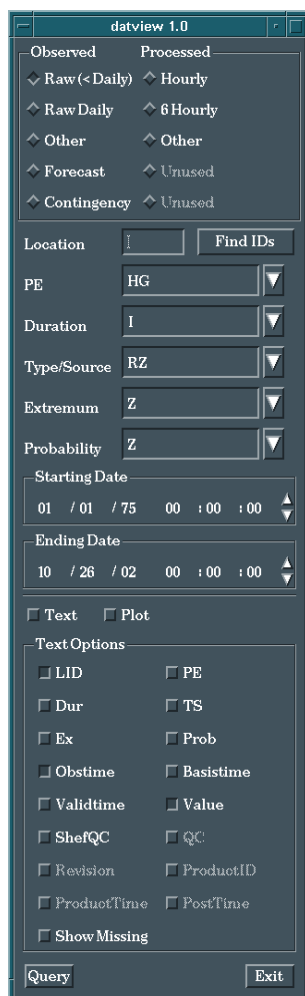 datview 1.0
Observed Processed
Raw (< Daily) Hourly
Raw Daily 6 Hourly
Other Other
Forecast Unused
Contingency Unused
Location Find IDs
PE HG
Duration I
Type/Source RZ
Extremum Z
Probability Z
Starting Date
01 / 01 / 75 00 : 00 : 00
Ending Date
10 / 26 / 02 00 : 00 : 00
Text Plot
Text Options
LID PE
Dur TS
Ex Prob
Obstime Basistime
Validtime Value
ShefQC QC
Revision ProductID
ProductTime PostTime
Show Missing
Query Exit